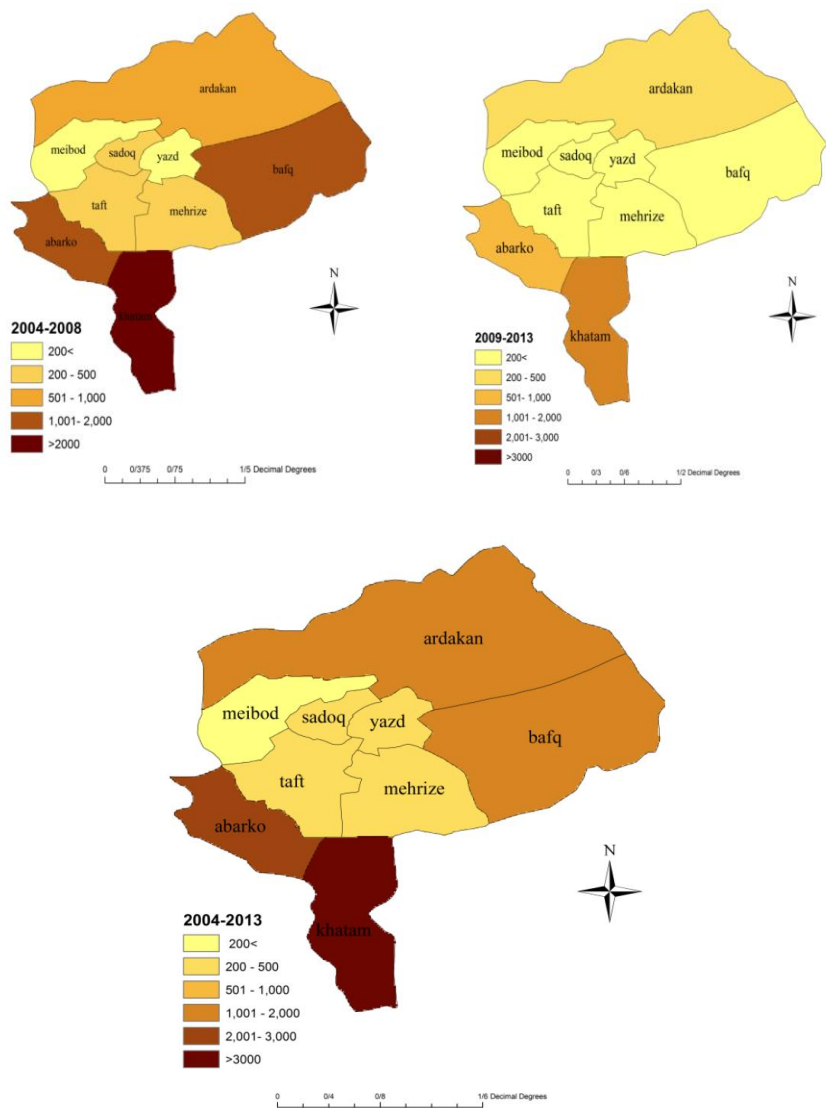 ardakan
meibod
sadoq
yazd
bafq
taft
mehrize
abarko
khatam
N
2004-2008
200<
200 - 500
501 - 1,000
1,001- 2,000
>2000
0 0/375 0/75 1/5 Decimal Degrees
ardakan
meibod
sadoq
yazd
bafq
taft
mehrize
abarko
khatam
N
2009-2013
200<
200 - 500
501- 1,000
1,001 - 2,000
2,001- 3,000
>3000
0 0/3 0/6 1/2 Decimal Degrees
ardakan
meibod
sadoq
yazd
bafq
taft
mehrize
abarko
khatam
N
2004-2013
200<
200 - 500
501 - 1,000
1,001 - 2,000
2,001- 3,000
>3000
0 0/4 0/8 1/6 Decimal Degrees